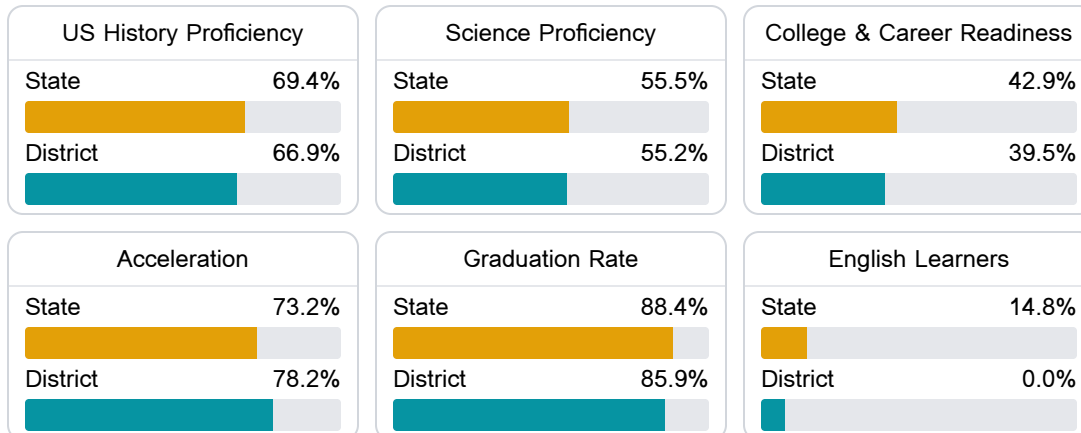 US History Proficiency
State 69.4%
District 66.9%
Science Proficiency
State 55.5%
District 55.2%
College & Career Readiness
State 42.9%
District 39.5%
Acceleration
State 73.2%
District 78.2%
Graduation Rate
State 88.4%
District 85.9%
English Learners
State 14.8%
District 0.0%